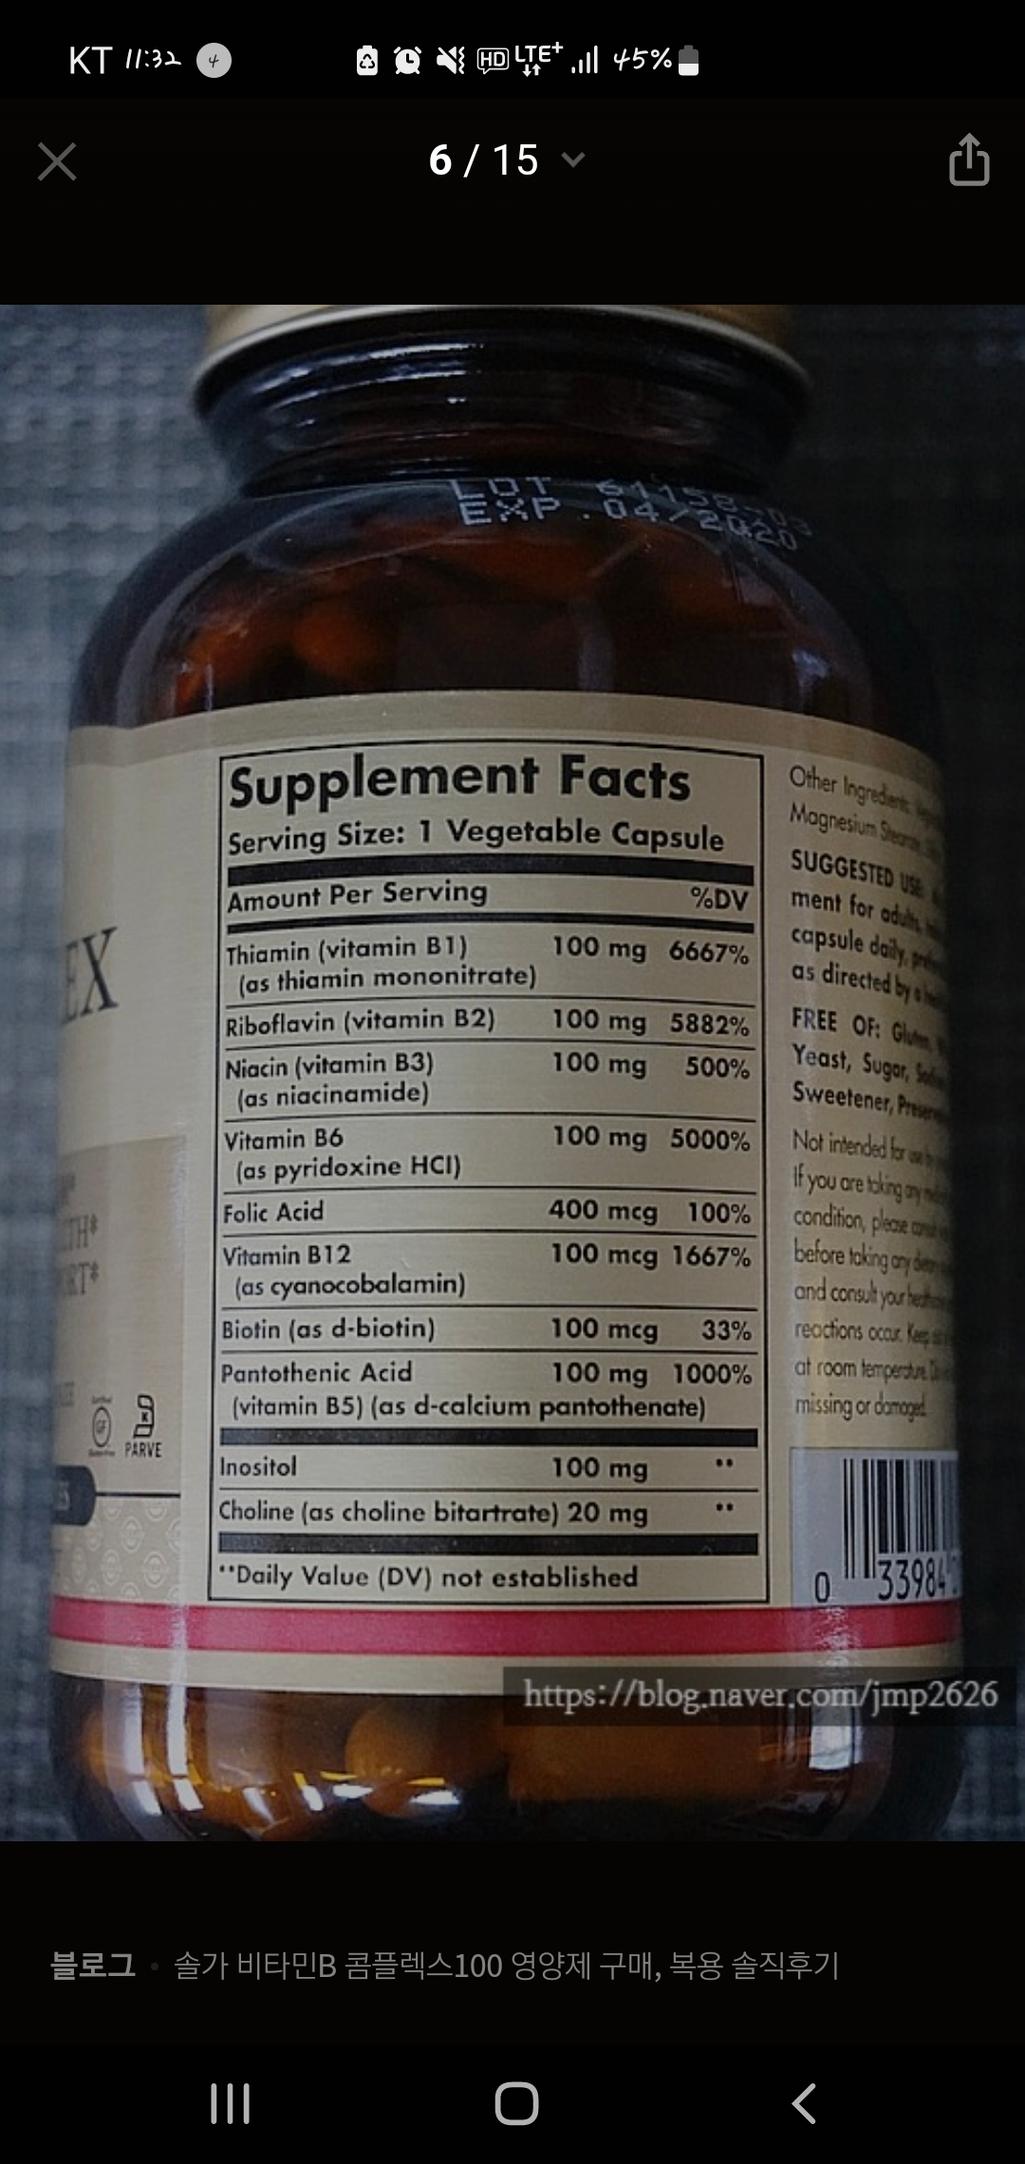 KT 11:32 4 HD LTE+ 45%
6 / 15
LOT 61158
EXP. 04/2020
Supplement Facts
Serving Size: 1 Vegetable Capsule
Amount Per Serving %DV
Thiamin (vitamin B1) 100 mg 6667%
(as thiamin mononitrate)
Riboflavin (vitamin B2) 100 mg 5882%
Niacin (vitamin B3) 100 mg 500%
(as niacinamide)
Vitamin B6 100 mg 5000%
(as pyridoxine HCl)
Folic Acid 400 mcg 100%
Vitamin B12 100 mcg 1667%
(as cyanocobalamin)
Biotin (as d-biotin) 100 mcg 33%
Pantothenic Acid 100 mg 1000%
(vitamin B5) (as d-calcium pantothenate)
Inositol 100 mg **
Choline (as choline bitartrate) 20 mg **
**Daily Value (DV) not established
EX
PARVE
Other Ingredients:
Magnesium Stearate,
SUGGESTED USE:
ment for adults,
capsule daily,
as directed by a
FREE OF: Gluten,
Yeast, Sugar,
Sweetener,
Not intended for use by
If you are taking any
condition, please
before taking any
and consult your
reactions occur. Keep
at room temperature.
missing or damaged.
0 33984
https://blog.naver.com/jmp2626
블로그 · 솔가 비타민B 콤플렉스100 영양제 구매, 복용 솔직후기